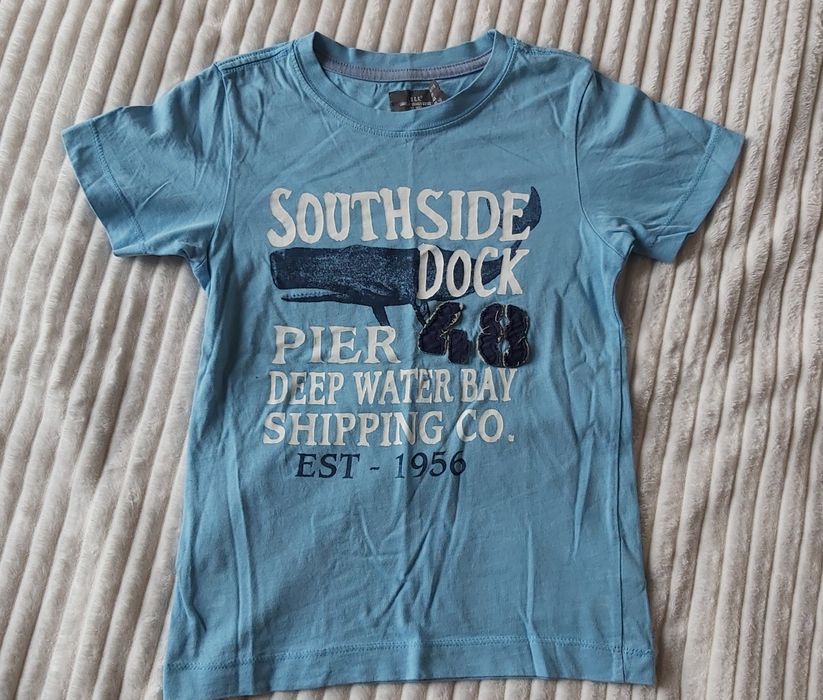 SOUTHSIDE
DOCK
PIER 48
DEEP WATER BAY
SHIPPING CO.
EST - 1956